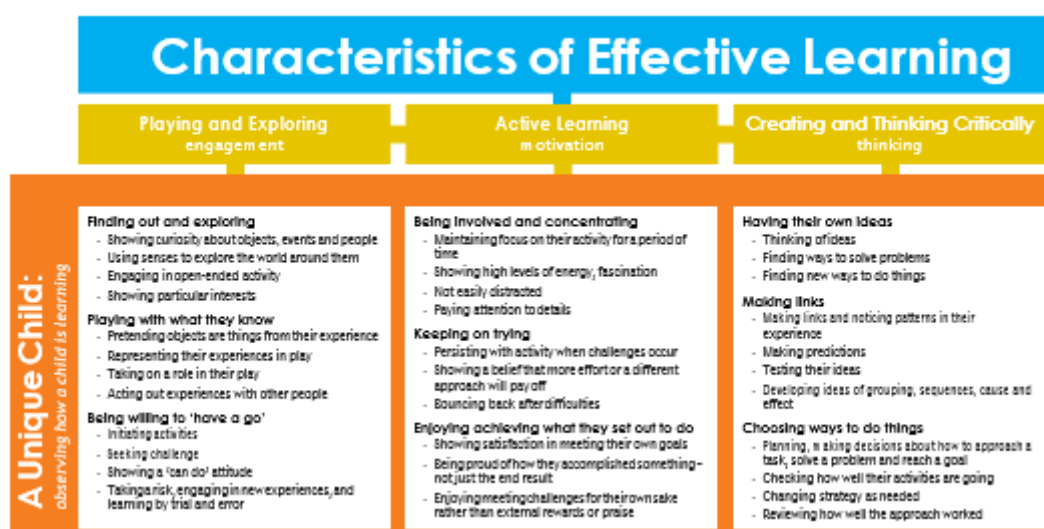 Characteristics of Effective Learning
Playing and Exploring
engagement
Active Learning
motivation
Creating and Thinking Critically
thinking
A Unique Child:
observing how a child is learning
Finding out and exploring
- Showing curiosity about objects, events and people
- Using senses to explore the world around them
- Engaging in open-ended activity
- Showing particular interests
Playing with what they know
- Pretending objects are things from their experience
- Representing their experiences in play
- Taking on a role in their play
- Acting out experiences with other people
Being willing to ‘have a go’
- Initiating activities
- Seeking challenge
- Showing a ‘can do’ attitude
- Taking a risk, engaging in new experiences, and
learning by trial and error
Being involved and concentrating
- Maintaining focus on their activity for a period of
time
- Showing high levels of energy, fascination
- Not easily distracted
- Paying attention to details
Keeping on trying
- Persisting with activity when challenges occur
- Showing a belief that more effort or a different
approach will pay off
- Bouncing back after difficulties
Enjoying achieving what they set out to do
- Showing satisfaction in meeting their own goals
- Being proud of how they accomplished something –
not just the end result
- Enjoying meeting challenges for their own sake
rather than external rewards or praise
Having their own ideas
- Thinking of ideas
- Finding ways to solve problems
- Finding new ways to do things
Making links
- Making links and noticing patterns in their
experience
- Making predictions
- Testing their ideas
- Developing ideas of grouping, sequences, cause and
effect
Choosing ways to do things
- Planning, making decisions about how to approach a
task, solve a problem and reach a goal
- Checking how well their activities are going
- Changing strategy as needed
- Reviewing how well the approach worked